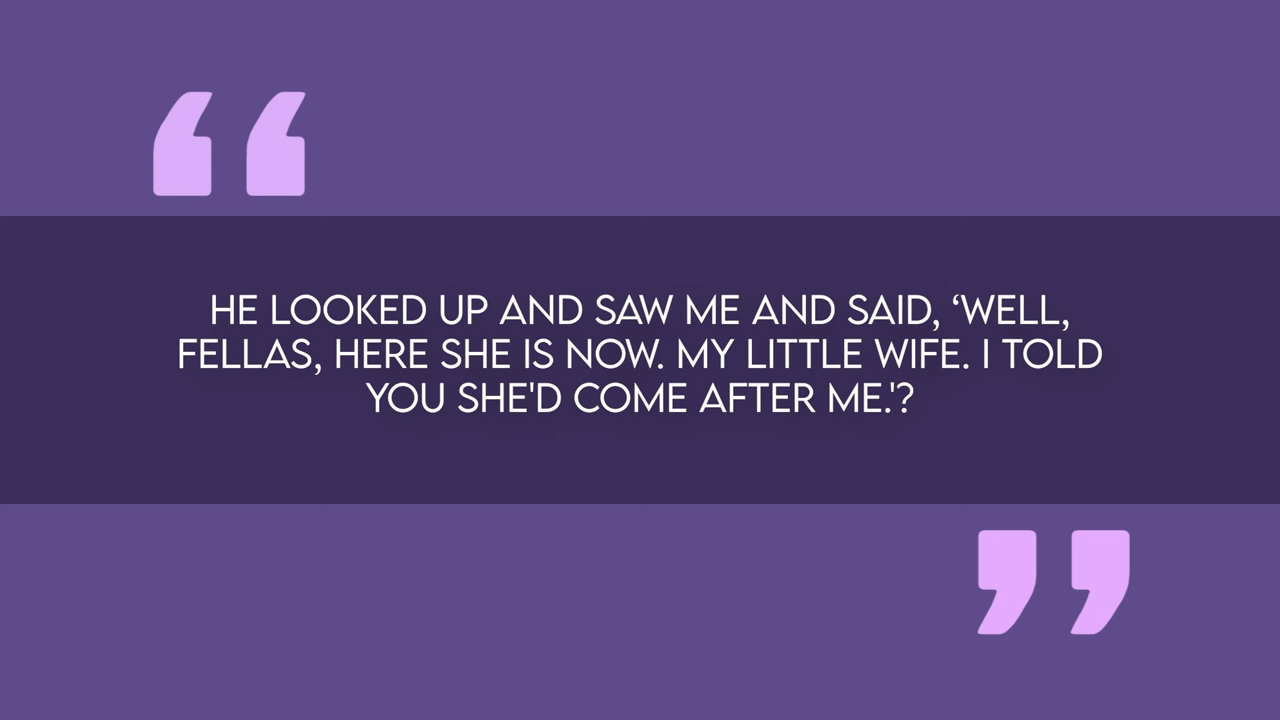 HE LOOKED UP AND SAW ME AND SAID, ‘WELL,
FELLAS, HERE SHE IS NOW. MY LITTLE WIFE. I TOLD
YOU SHE'D COME AFTER ME.'?